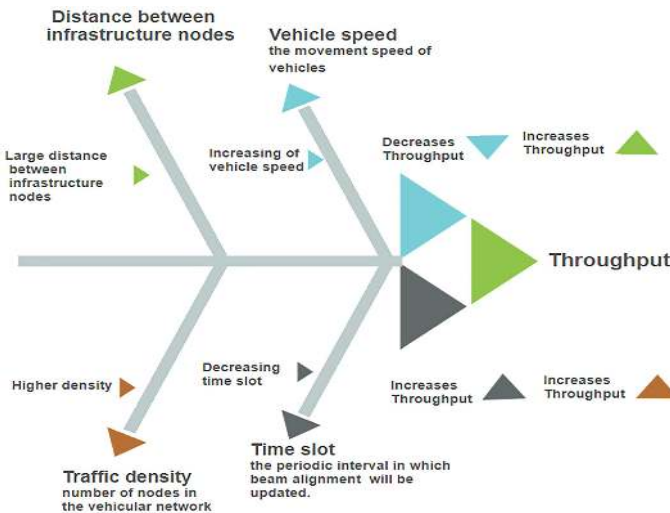 Distance between
infrastructure nodes
Vehicle speed
the movement speed of
vehicles
Large distance
between
infrastructure
nodes
Increasing of
vehicle speed
Decreases
Throughput
Increases
Throughput
Throughput
Higher density
Decreasing
time slot
Increases
Throughput
Increases
Throughput
Traffic density
number of nodes in
the vehicular network
Time slot
the periodic interval in which
beam alignment will be
updated.